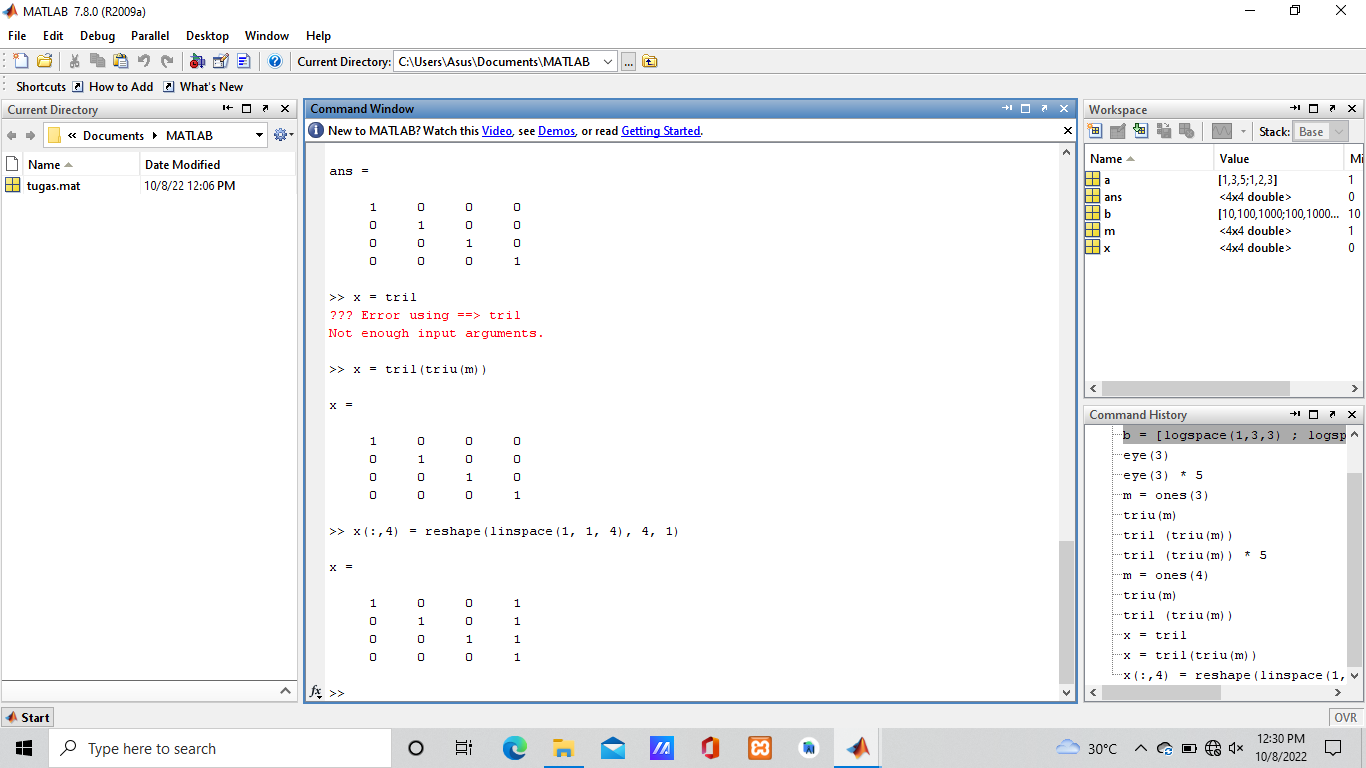 MATLAB 7.8.0 (R2009a)
File Edit Debug Parallel Desktop Window Help
Current Directory: C:\Users\Asus\Documents\MATLAB ...
Shortcuts How to Add What's New
Current Directory
« Documents MATLAB
Name Date Modified
tugas.mat 10/8/22 12:06 PM
Command Window
New to MATLAB? Watch this Video, see Demos, or read Getting Started.
ans =
1 0 0 0
0 1 0 0
0 0 1 0
0 0 0 1
>> x = tril
??? Error using ==> tril
Not enough input arguments.
>> x = tril(triu(m))
x =
1 0 0 0
0 1 0 0
0 0 1 0
0 0 0 1
>> x(:,4) = reshape(linspace(1, 1, 4), 4, 1)
x =
1 0 0 1
0 1 0 1
0 0 1 1
0 0 0 1
fx >>
Workspace
Stack: Base
Name Value Mi
a [1,3,5;1,2,3] 1
ans <4x4 double> 0
b [10,100,1000;100,1000... 10
m <4x4 double> 1
x <4x4 double> 0
Command History
b = [logspace(1,3,3) ; logsp
eye(3)
eye(3) * 5
m = ones(3)
triu(m)
tril (triu(m))
tril (triu(m)) * 5
m = ones(4)
triu(m)
tril (triu(m))
x = tril
x = tril(triu(m))
x(:,4) = reshape(linspace(1,
Start
OVR
Type here to search
30°C
12:30 PM
10/8/2022